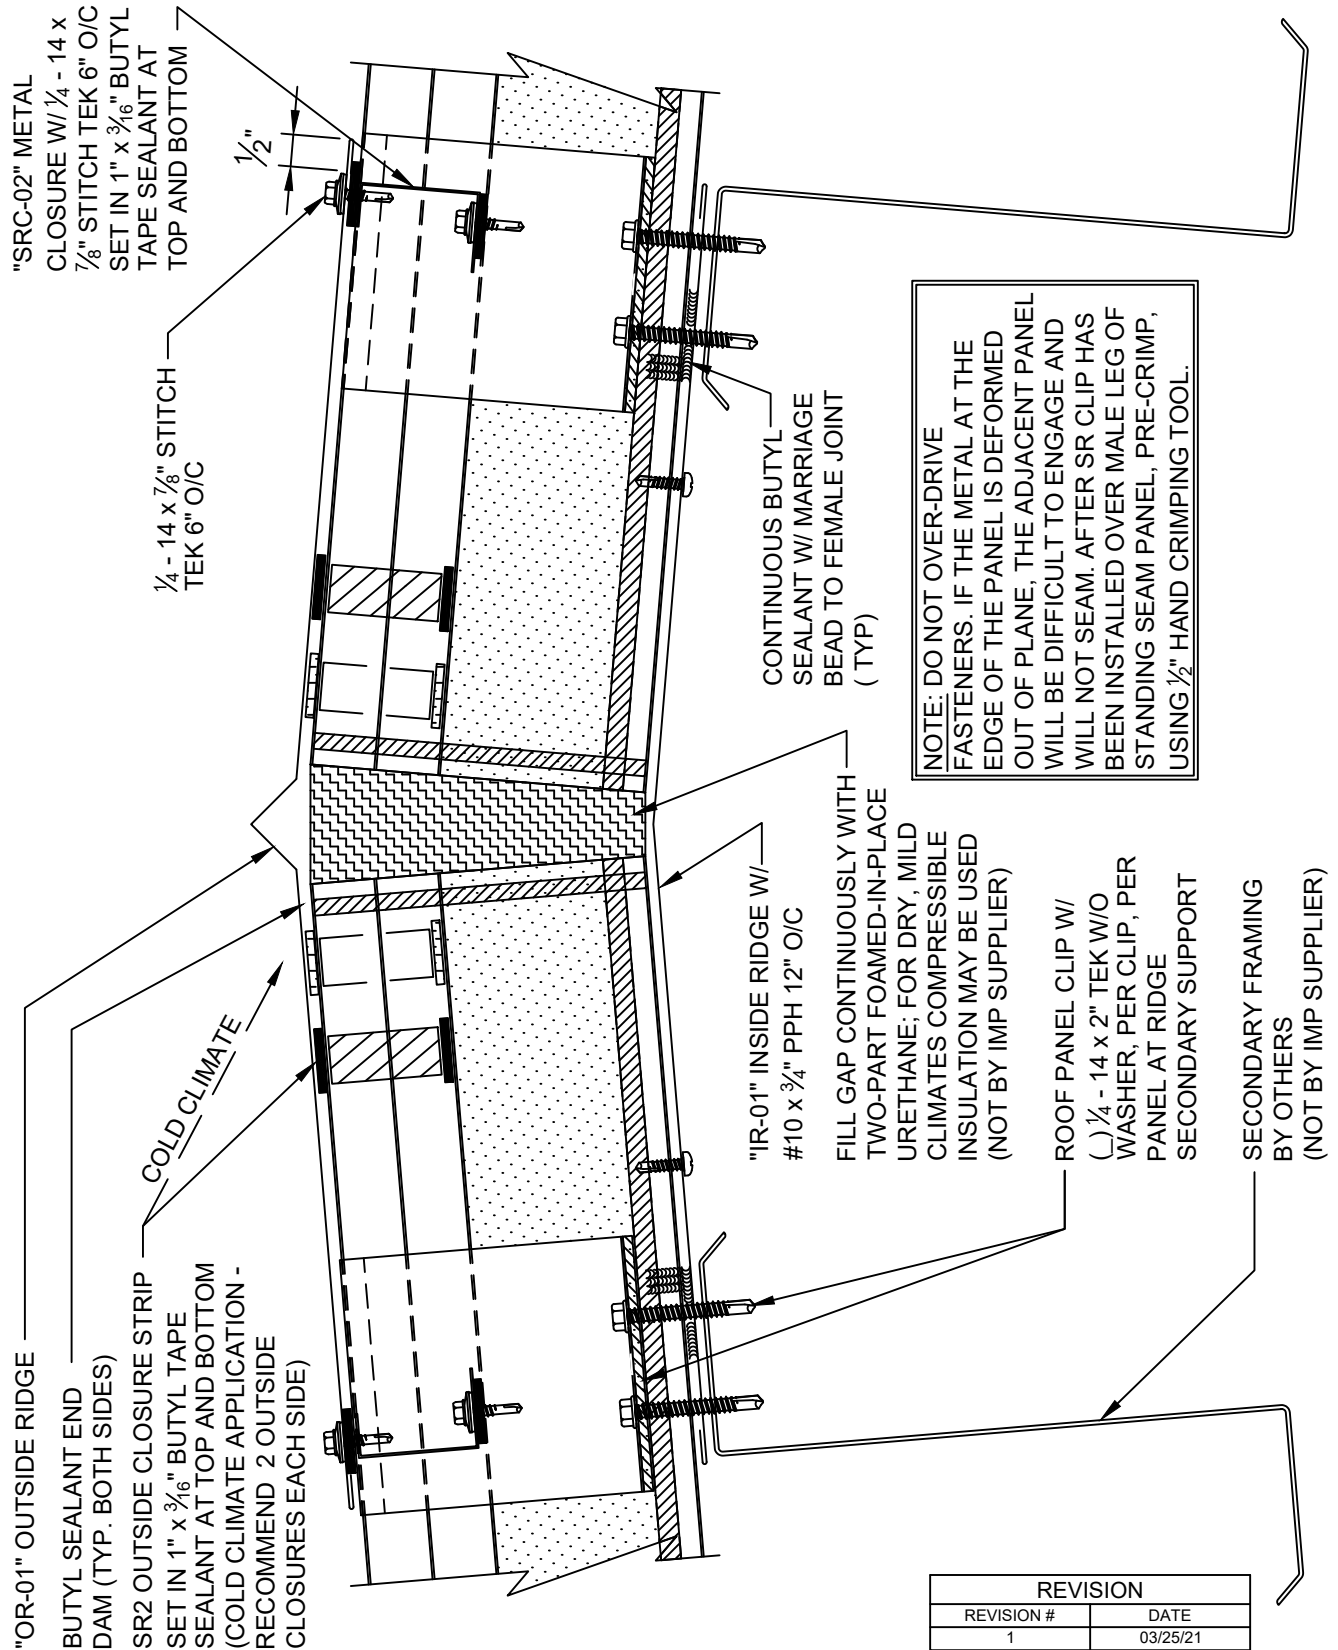 "SRC-02" METAL
CLOSURE W/ ¼ - 14 x
⅞" STITCH TEK 6" O/C
SET IN 1" x 3⁄16" BUTYL
TAPE SEALANT AT
TOP AND BOTTOM
½"
¼ - 14 x ⅞" STITCH
TEK 6" O/C
CONTINUOUS BUTYL
SEALANT W/ MARRIAGE
BEAD TO FEMALE JOINT
( TYP)
NOTE: DO NOT OVER-DRIVE
FASTENERS. IF THE METAL AT THE
EDGE OF THE PANEL IS DEFORMED
OUT OF PLANE, THE ADJACENT PANEL
WILL BE DIFFICULT TO ENGAGE AND
WILL NOT SEAM. AFTER SR CLIP HAS
BEEN INSTALLED OVER MALE LEG OF
STANDING SEAM PANEL, PRE-CRIMP,
USING ½" HAND CRIMPING TOOL.
"OR-01" OUTSIDE RIDGE
BUTYL SEALANT END
DAM (TYP. BOTH SIDES)
COLD CLIMATE
SR2 OUTSIDE CLOSURE STRIP
SET IN 1" x 3⁄16" BUTYL TAPE
SEALANT AT TOP AND BOTTOM
(COLD CLIMATE APPLICATION -
RECOMMEND 2 OUTSIDE
CLOSURES EACH SIDE)
"IR-01" INSIDE RIDGE W/
#10 x ¾" PPH 12" O/C
FILL GAP CONTINUOUSLY WITH
TWO-PART FOAMED-IN-PLACE
URETHANE; FOR DRY, MILD
CLIMATES COMPRESSIBLE
INSULATION MAY BE USED
(NOT BY IMP SUPPLIER)
ROOF PANEL CLIP W/
(_) ¼ - 14 x 2" TEK W/O
WASHER, PER CLIP, PER
PANEL AT RIDGE
SECONDARY SUPPORT
SECONDARY FRAMING
BY OTHERS
(NOT BY IMP SUPPLIER)
REVISION
REVISION # DATE
1 03/25/21